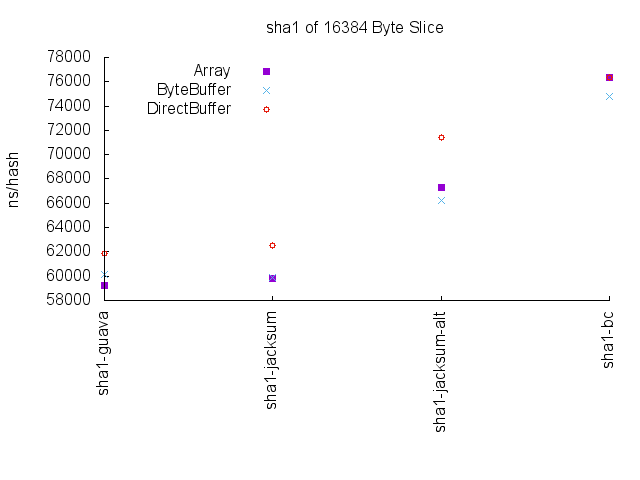 sha1 of 16384 Byte Slice
78000
76000
74000
72000
70000
68000
66000
64000
62000
60000
58000
ns/hash
Array
ByteBuffer
DirectBuffer
sha1-guava
sha1-jacksum
sha1-jacksum-alt
sha1-bc